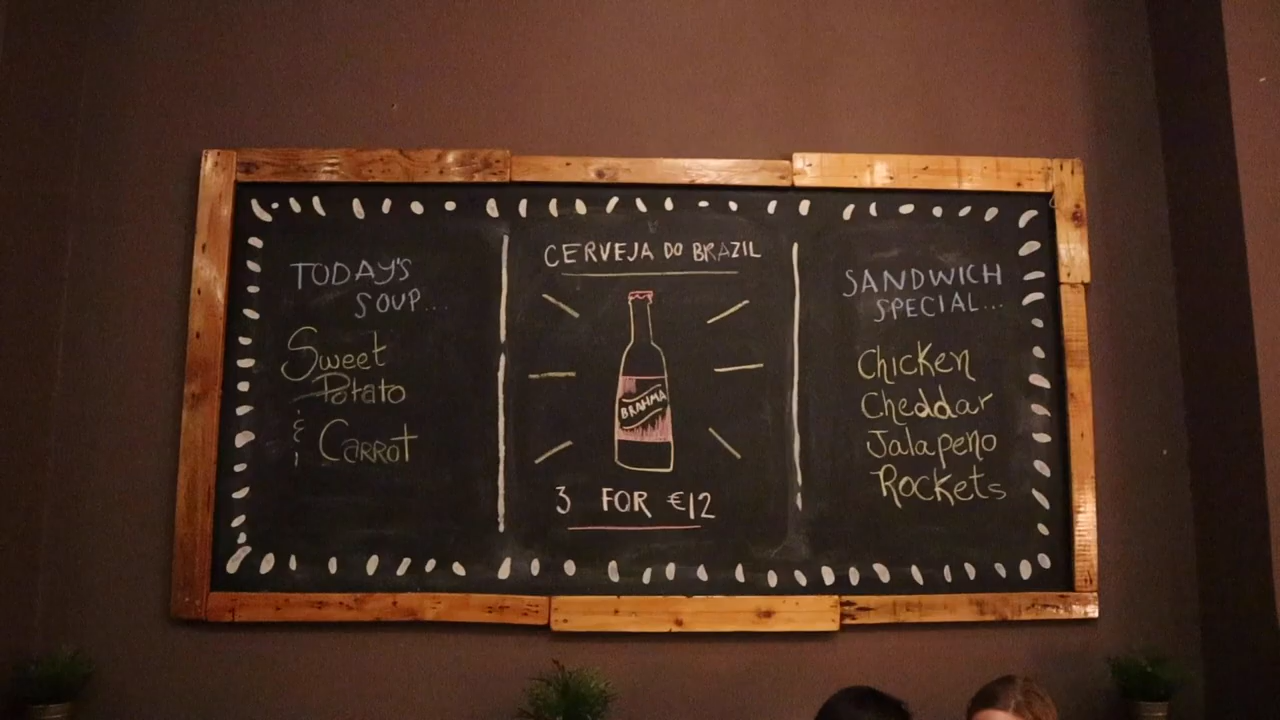 TODAY'S
SOUP...
Sweet
Potato
&
Carrot
CERVEJA DO BRAZIL
BRAHMA
3 FOR €12
SANDWICH
SPECIAL...
Chicken
Cheddar
Jalapeno
Rockets